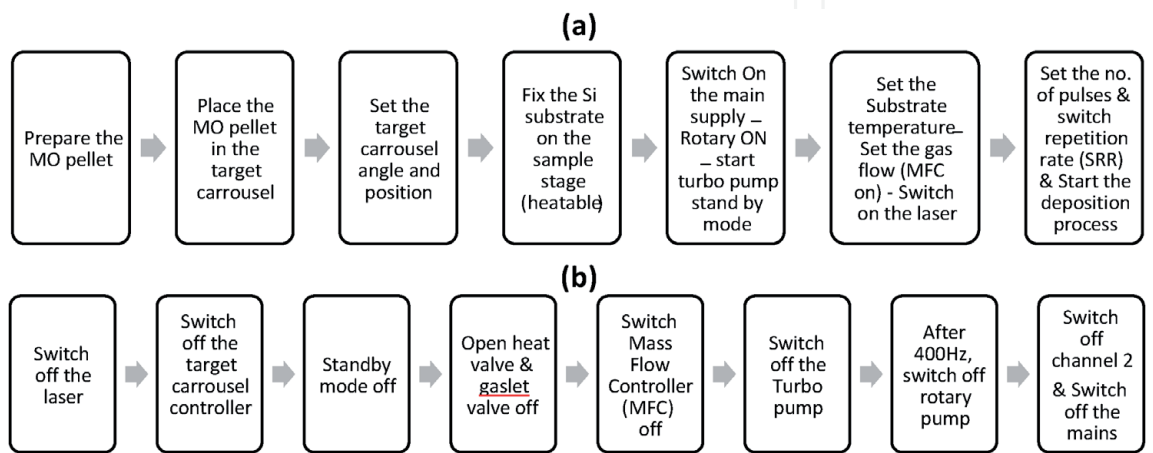 (a)
Prepare the
MO pellet
Place the
MO pellet
in the
target
carrousel
Set the
target
carrousel
angle and
position
Fix the Si
substrate
on the
sample
stage
(heatable)
Switch On
the main
supply –
Rotary ON
– start
turbo pump
stand by
mode
Set the
Substrate
temperature–
Set the gas
flow (MFC
on) - Switch
on the laser
Set the no.
of pulses &
switch
repetition
rate (SRR)
& Start the
deposition
process
(b)
Switch
off the
laser
Switch
off the
target
carrousel
controller
Standby
mode off
Open heat
valve &
gaslet
valve off
Switch
Mass
Flow
Controller
(MFC)
off
Switch
off the
Turbo
pump
After
400Hz,
switch off
rotary
pump
Switch
off
channel 2
& Switch
off the
mains